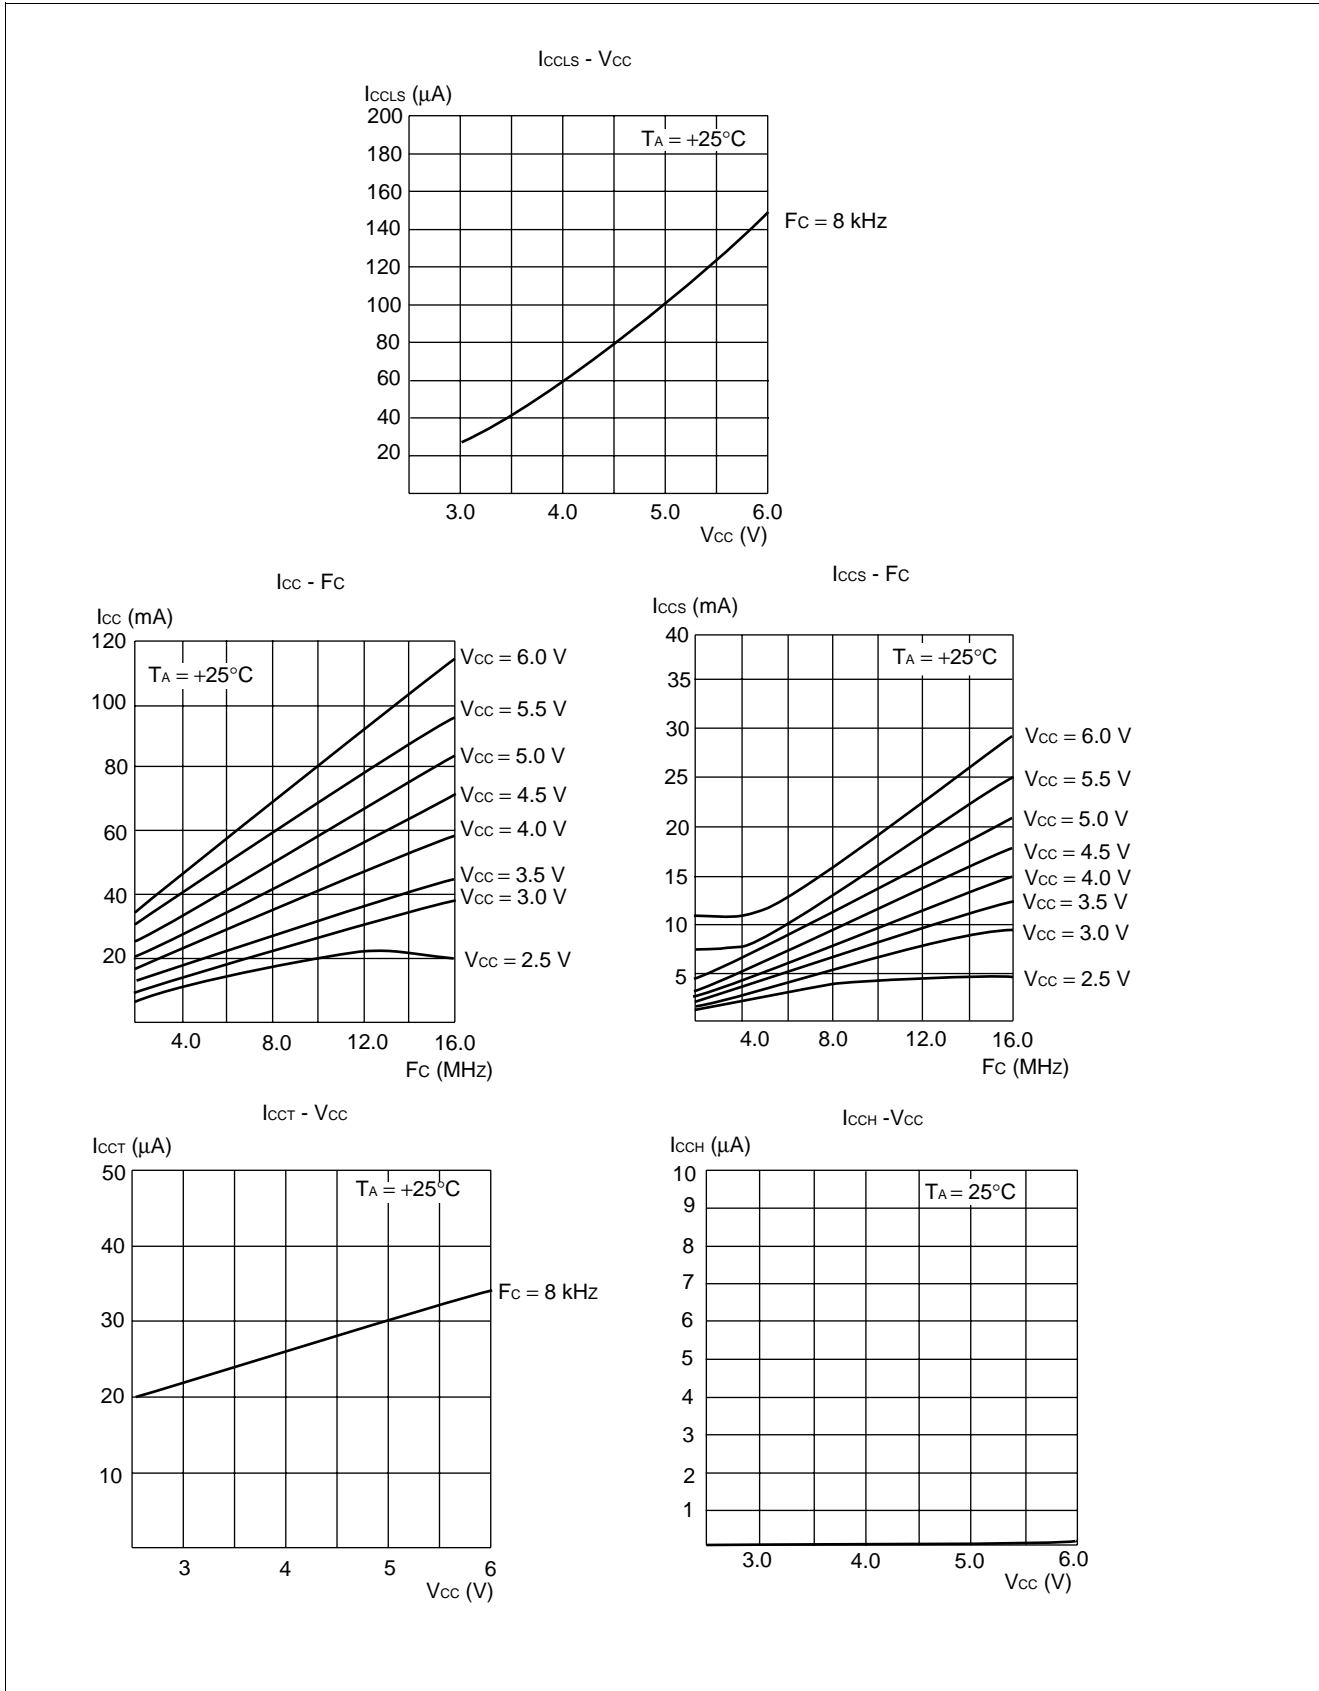 ICCLS - VCC
ICCLS (µA)
200
180
160
140
120
100
80
60
40
20
TA = +25°C
FC = 8 kHz
3.0 4.0 5.0 6.0
VCC (V)
ICC - FC
ICC (mA)
120
100
80
60
40
20
TA = +25°C
VCC = 6.0 V
VCC = 5.5 V
VCC = 5.0 V
VCC = 4.5 V
VCC = 4.0 V
VCC = 3.5 V
VCC = 3.0 V
VCC = 2.5 V
4.0 8.0 12.0 16.0
FC (MHz)
ICCS - FC
ICCS (mA)
40
35
30
25
20
15
10
5
TA = +25°C
VCC = 6.0 V
VCC = 5.5 V
VCC = 5.0 V
VCC = 4.5 V
VCC = 4.0 V
VCC = 3.5 V
VCC = 3.0 V
VCC = 2.5 V
4.0 8.0 12.0 16.0
FC (MHz)
ICCT - VCC
ICCT (µA)
50
40
30
20
10
TA = +25°C
FC = 8 kHz
3 4 5 6
VCC (V)
ICCH -VCC
ICCH (µA)
10
9
8
7
6
5
4
3
2
1
TA = 25°C
3.0 4.0 5.0 6.0
VCC (V)